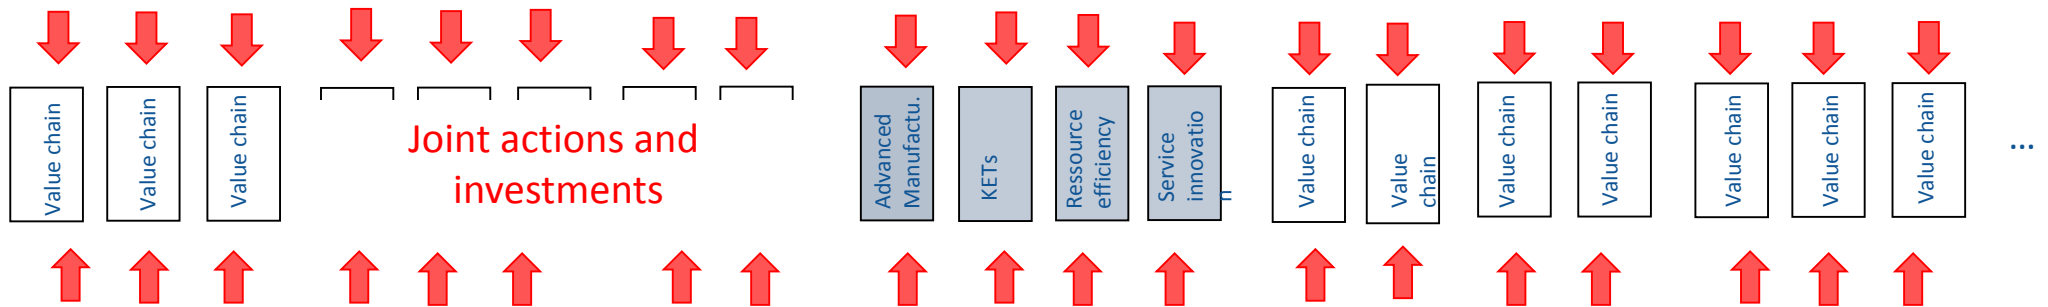 Value chain
Value chain
Value chain
Joint actions and
investments
Advanced
Manufactu.
KETs
Ressource
efficiency
Service
innovatio
n
Value chain
Value
chain
Value chain
Value chain
Value chain
Value chain
Value chain
...